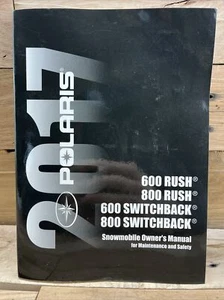 2017
POLARIS®
600 RUSH®
800 RUSH®
600 SWITCHBACK®
800 SWITCHBACK®
Snowmobile Owner's Manual
for Maintenance and Safety